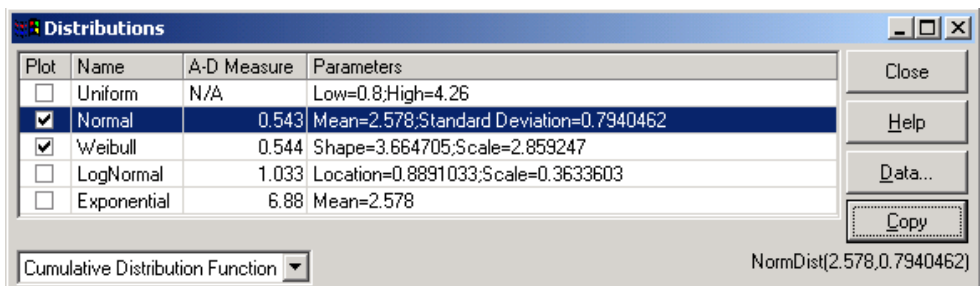 Distributions
Plot Name A-D Measure Parameters
Uniform N/A Low=0.8;High=4.26
Normal 0.543 Mean=2.578;Standard Deviation=0.7940462
Weibull 0.544 Shape=3.664705;Scale=2.859247
LogNormal 1.033 Location=0.8891033;Scale=0.3633603
Exponential 6.88 Mean=2.578
Close
Help
Data...
Copy
Cumulative Distribution Function
NormDist(2.578,0.7940462)